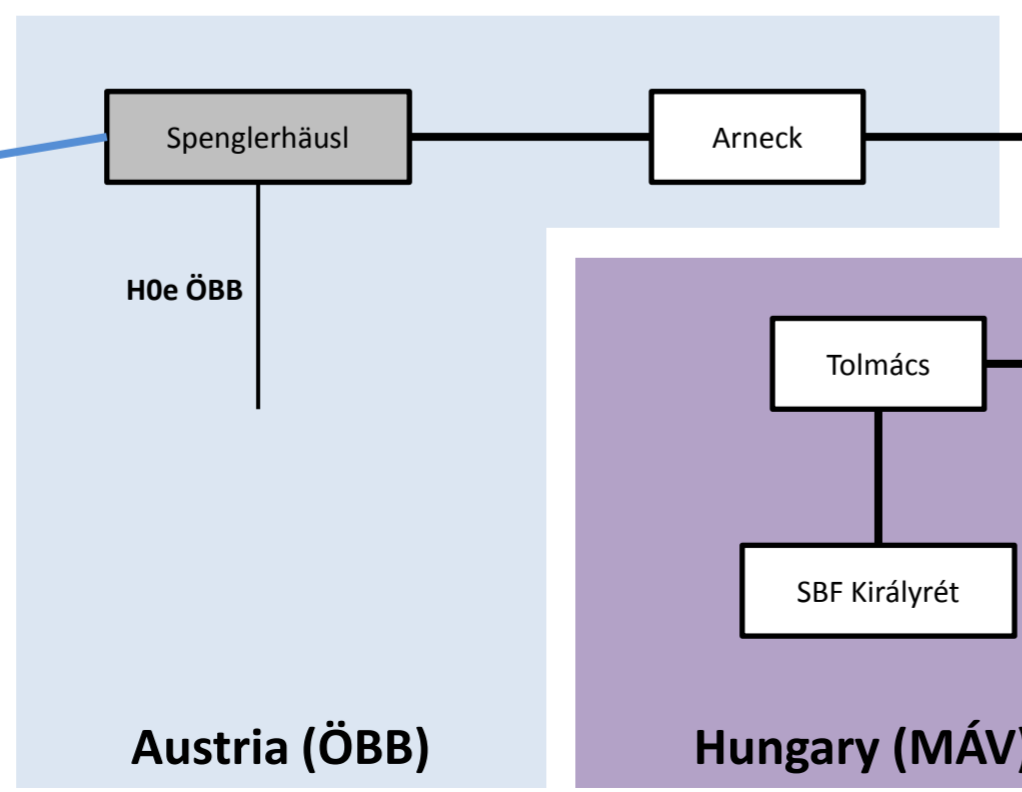 Spenglerhäusl
Arneck
H0e ÖBB
Tolmács
SBF Királyrét
Austria (ÖBB)
Hungary (MÁV)